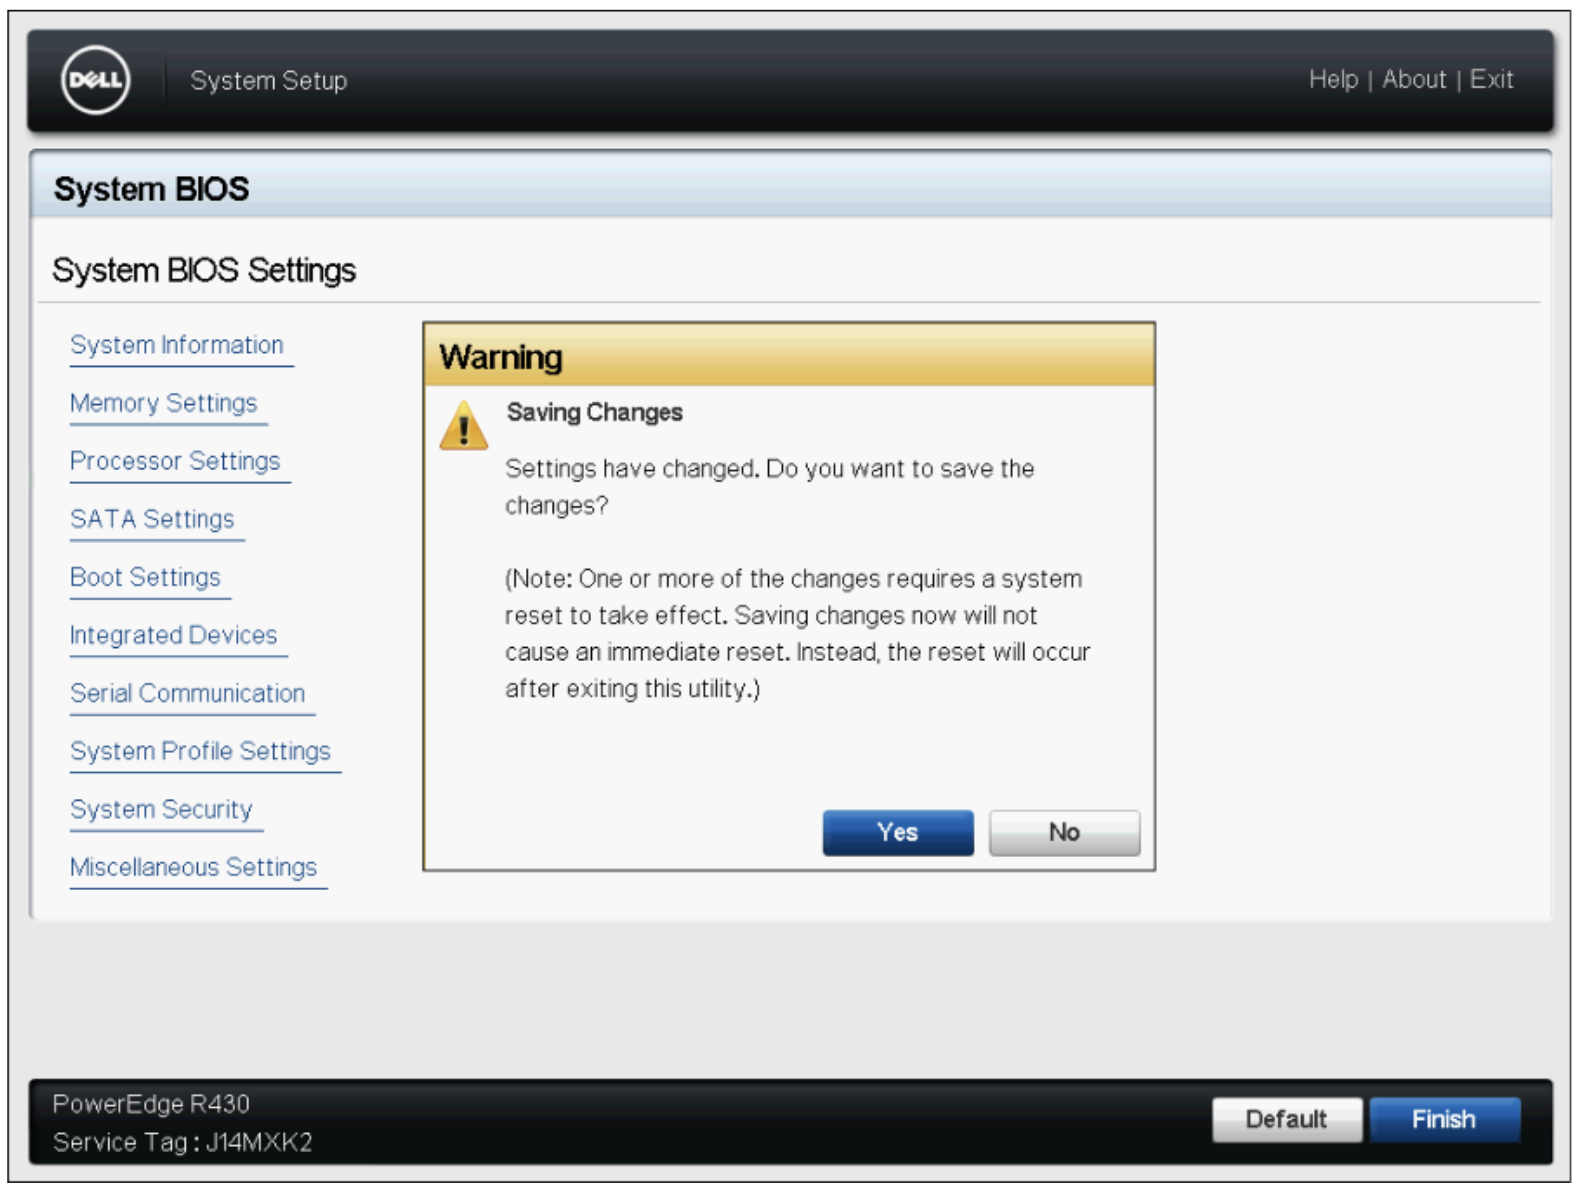 DELL
System Setup
Help | About | Exit
System BIOS
System BIOS Settings
System Information
Memory Settings
Processor Settings
SATA Settings
Boot Settings
Integrated Devices
Serial Communication
System Profile Settings
System Security
Miscellaneous Settings
Warning
Saving Changes
Settings have changed. Do you want to save the
changes?
(Note: One or more of the changes requires a system
reset to take effect. Saving changes now will not
cause an immediate reset. Instead, the reset will occur
after exiting this utility.)
Yes
No
PowerEdge R430
Service Tag : J14MXK2
Default
Finish